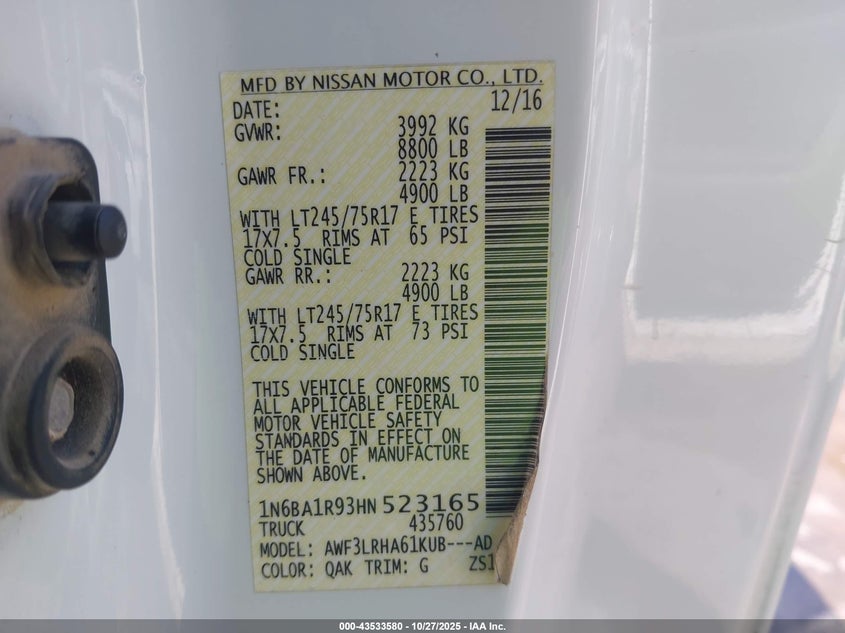 MFD BY NISSAN MOTOR CO., LTD.
DATE: 12/16
GVWR: 3992 KG
8800 LB
GAWR FR.: 2223 KG
4900 LB
WITH LT245/75R17 E TIRES
17X7.5 RIMS AT 65 PSI
COLD SINGLE
GAWR RR.: 2223 KG
4900 LB
WITH LT245/75R17 E TIRES
17X7.5 RIMS AT 73 PSI
COLD SINGLE
THIS VEHICLE CONFORMS TO
ALL APPLICABLE FEDERAL
MOTOR VEHICLE SAFETY
STANDARDS IN EFFECT ON
THE DATE OF MANUFACTURE
SHOWN ABOVE.
1N6BA1R93HN 523165
TRUCK 435760
MODEL: AWF3LRHA61KUB---AD
COLOR: QAK TRIM: G ZS1
000-43533580 - 10/27/2025 - IAA Inc.